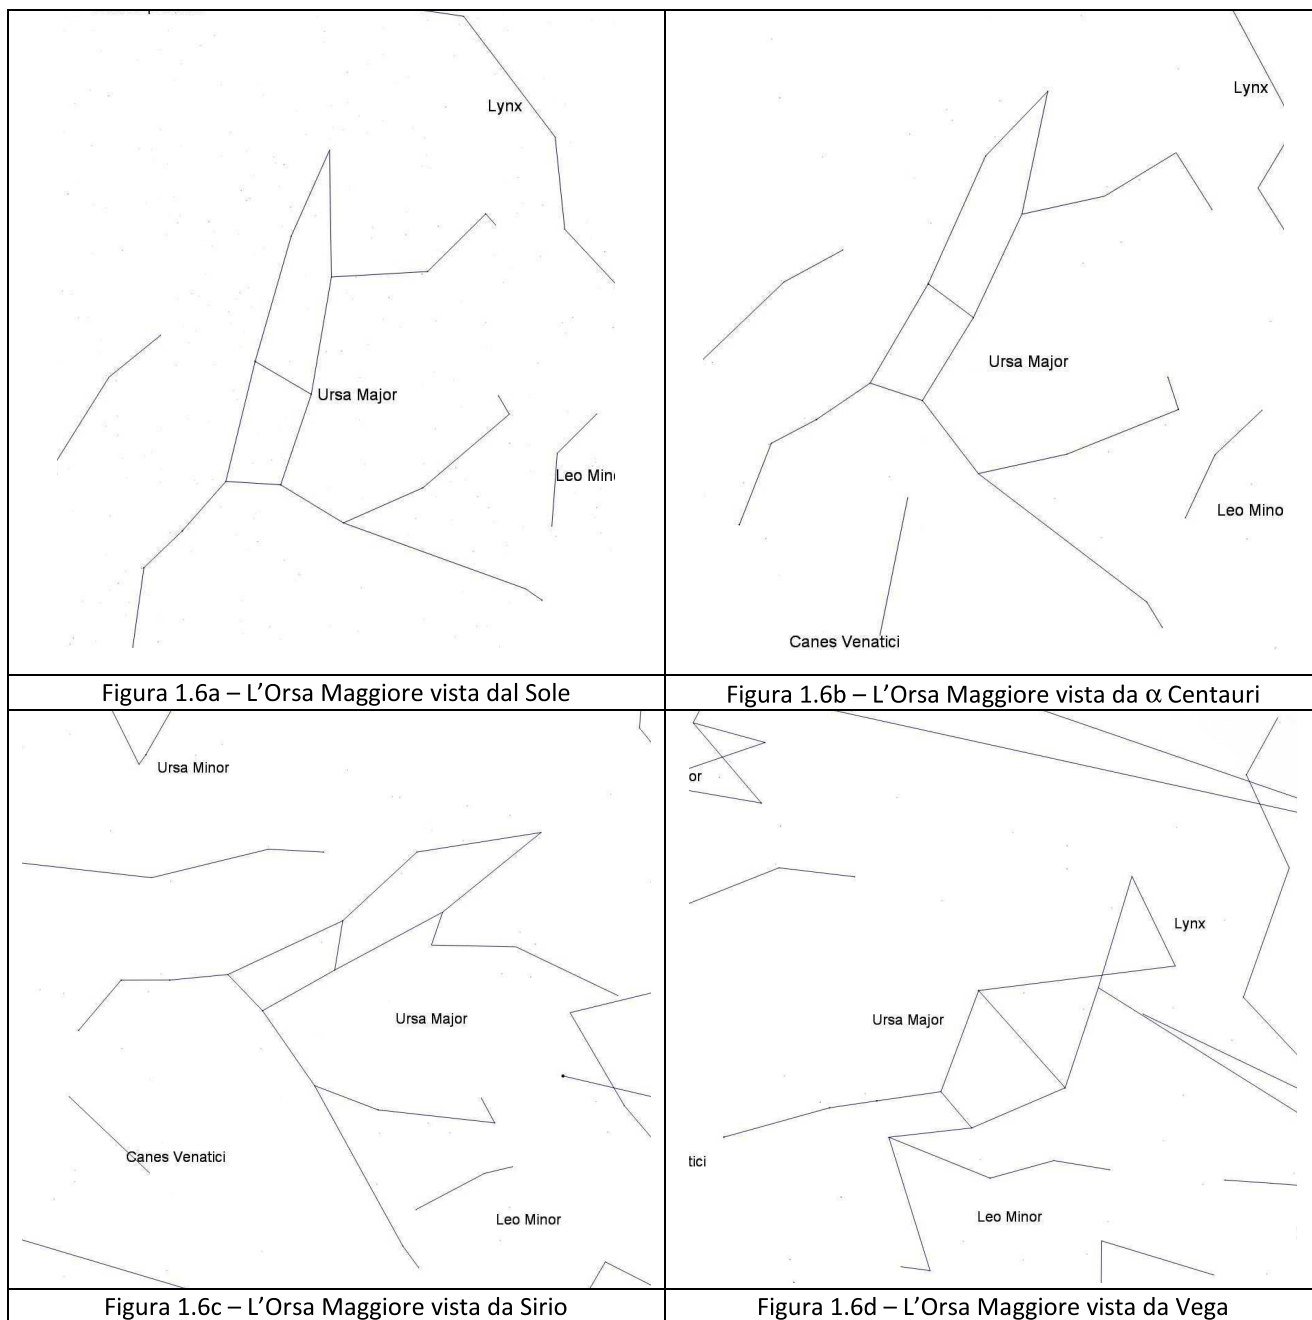 Lynx
Ursa Major
Leo Min
Figura 1.6a – L'Orsa Maggiore vista dal Sole
Lynx
Ursa Major
Leo Mino
Canes Venatici
Figura 1.6b – L'Orsa Maggiore vista da α Centauri
Ursa Minor
Ursa Major
Canes Venatici
Leo Minor
Figura 1.6c – L'Orsa Maggiore vista da Sirio
or
Lynx
Ursa Major
tici
Leo Minor
Figura 1.6d – L'Orsa Maggiore vista da Vega